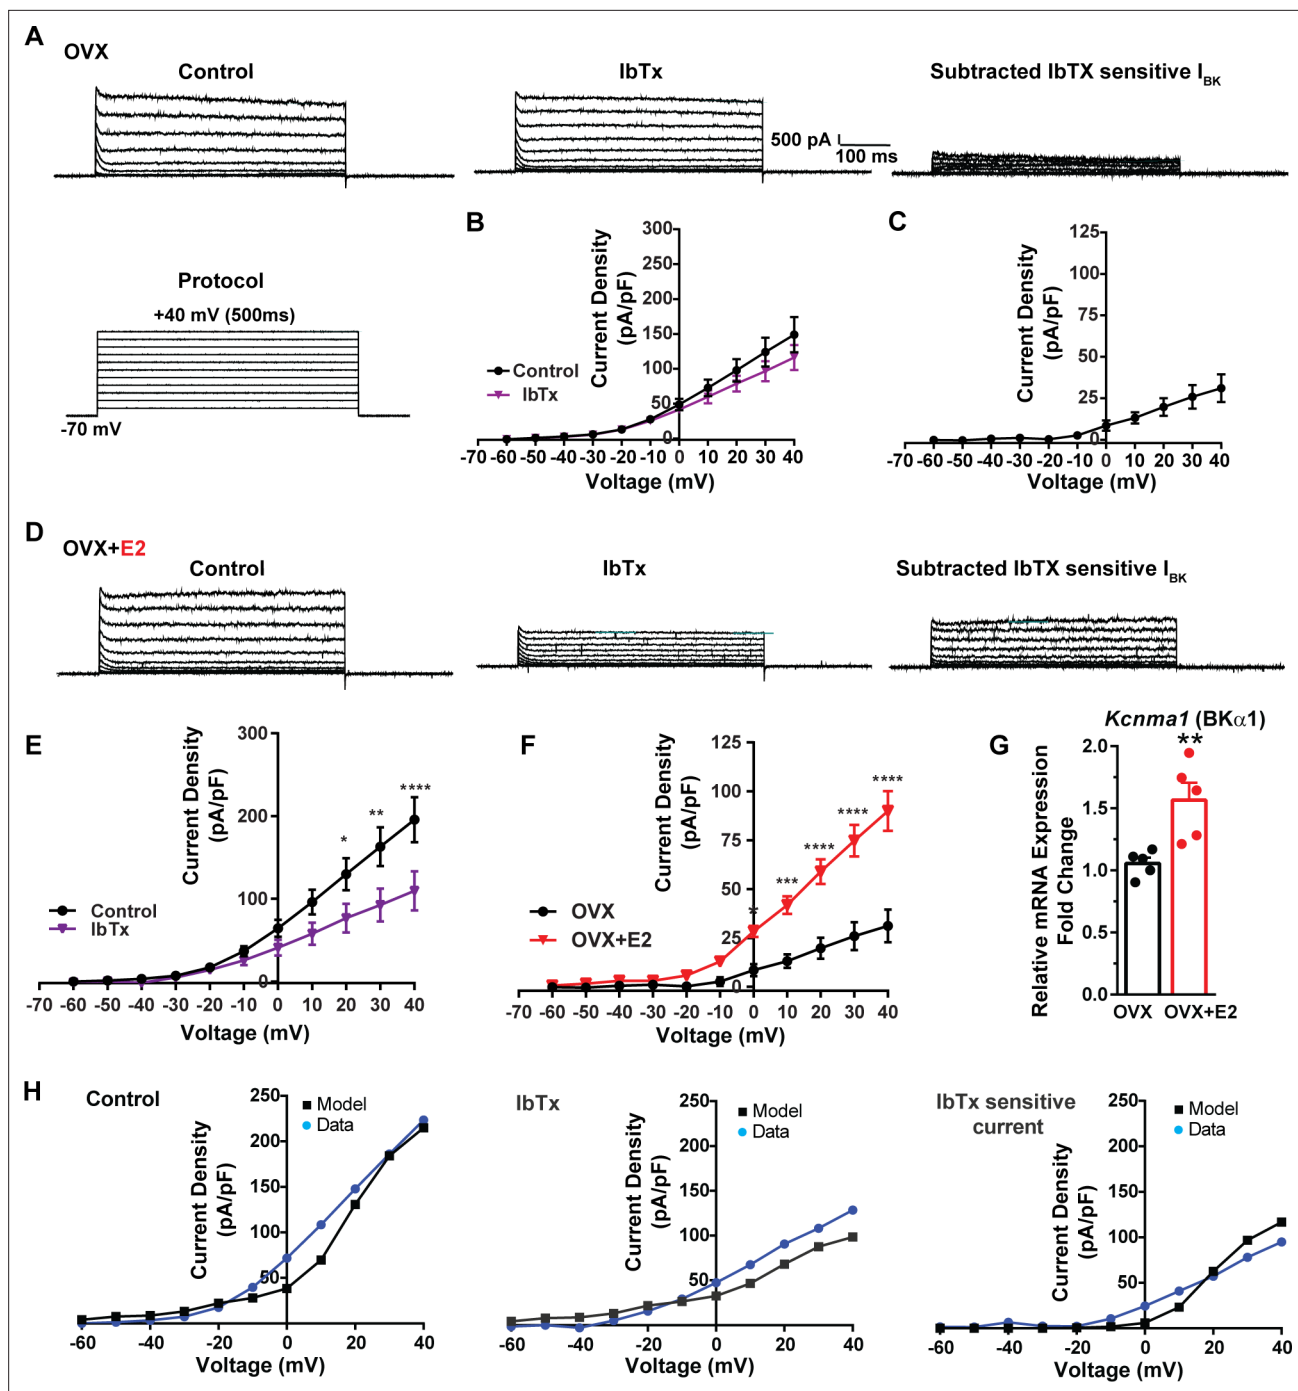 A
OVX
Control
IbTx
Subtracted IbTX sensitive I_BK
500 pA
100 ms
Protocol
+40 mV (500ms)
-70 mV
B
Current Density
(pA/pF)
300
250
200
150
100
50
0
Control
IbTx
-70 -60 -50 -40 -30 -20 -10 0 10 20 30 40
Voltage (mV)
C
Current Density
(pA/pF)
125
100
75
50
25
0
-70 -60 -50 -40 -30 -20 -10 0 10 20 30 40
Voltage (mV)
D
OVX+E2
Control
IbTx
Subtracted IbTX sensitive I_BK
E
Current Density
(pA/pF)
300
200
100
0
* ** ****
Control
IbTx
-70 -60 -50 -40 -30 -20 -10 0 10 20 30 40
Voltage (mV)
F
Current Density
(pA/pF)
125
100
75
50
25
0
* *** **** **** ****
OVX
OVX+E2
-70 -60 -50 -40 -30 -20 -10 0 10 20 30 40
Voltage (mV)
G
Kcnma1 (BKα1)
**
Relative mRNA Expression
Fold Change
2.0
1.5
1.0
0.5
0.0
OVX OVX+E2
H
Control
Current Density
(pA/pF)
250
200
150
100
50
Model
Data
-60 -40 -20 0 20 40
Voltage (mV)
IbTx
Current Density
(pA/pF)
250
200
150
100
50
Model
Data
-60 -40 -20 0 20 40
Voltage (mV)
IbTx sensitive
current
Current Density
(pA/pF)
250
200
150
100
50
Model
Data
-60 -40 -20 0 20 40
Voltage (mV)